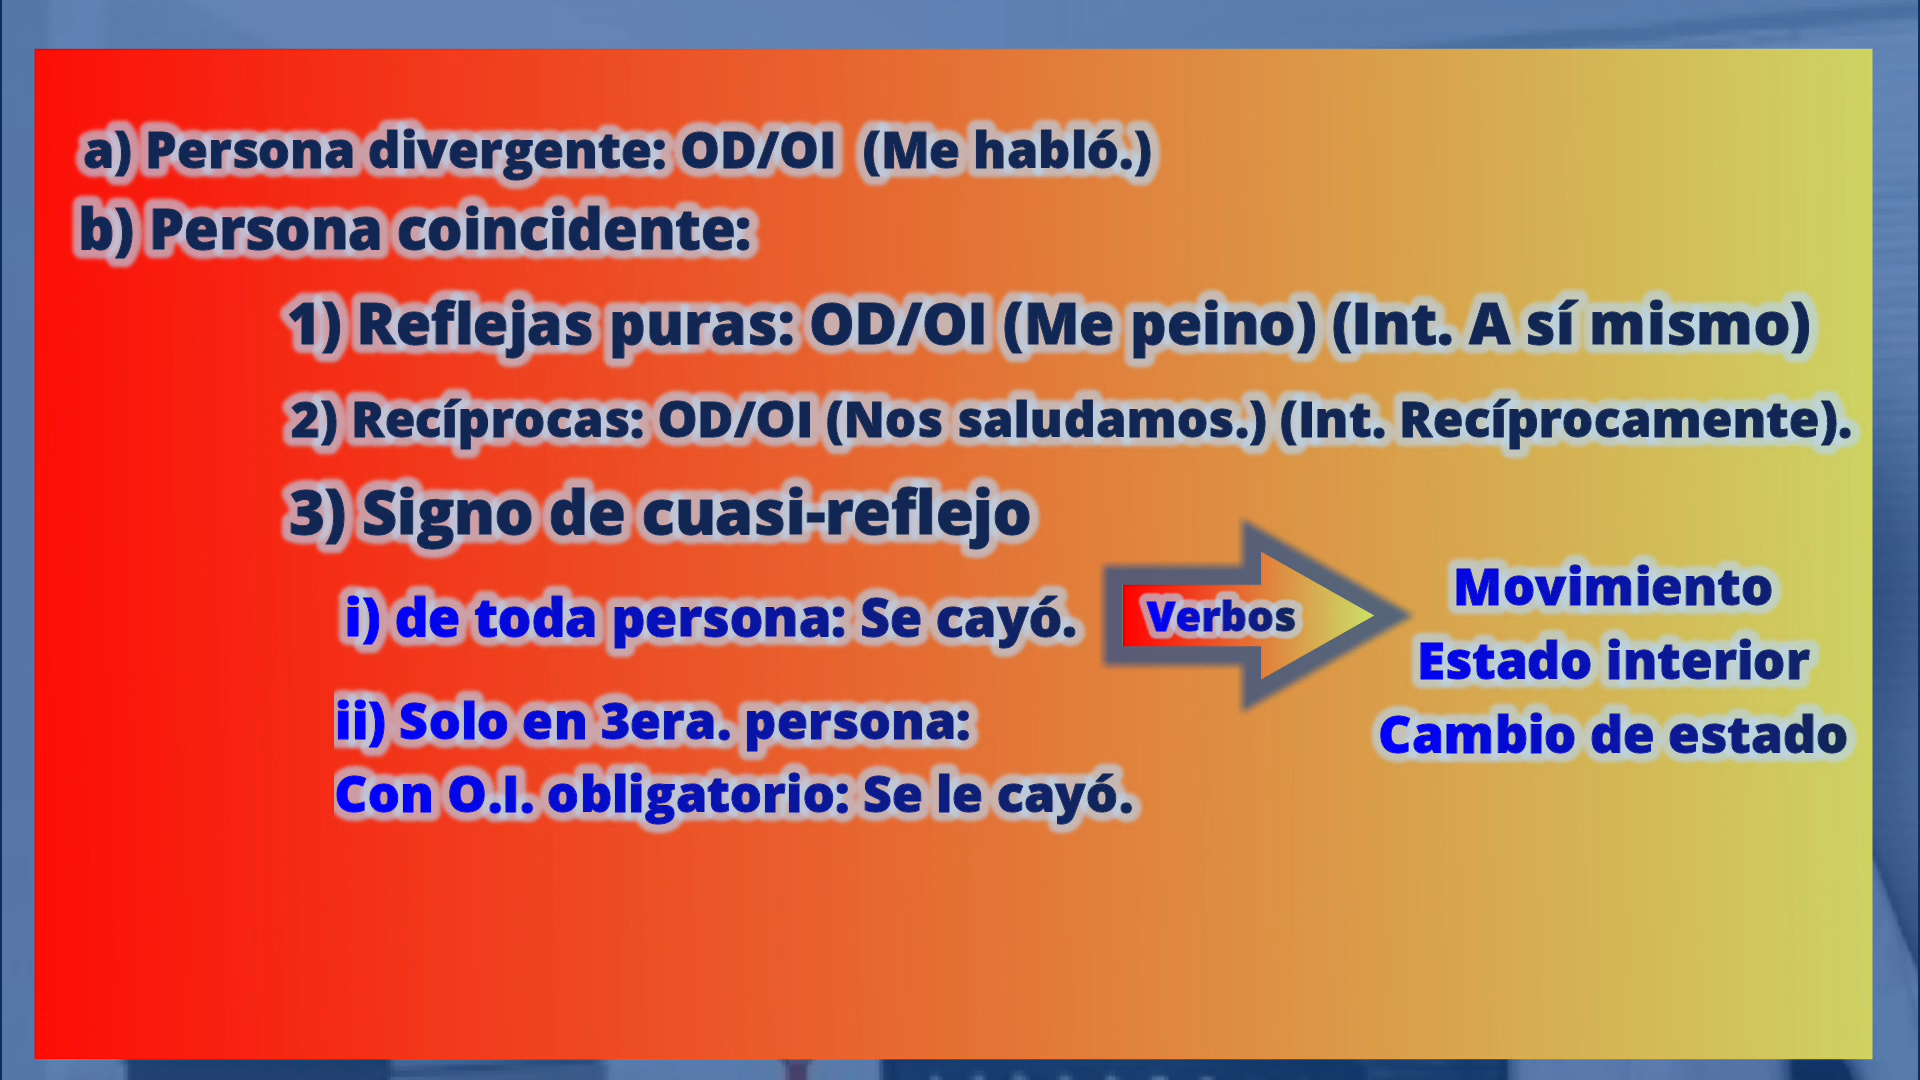 a) Persona divergente: OD/OI (Me habló.)
b) Persona coincidente:
1) Reflejas puras: OD/OI (Me peino) (Int. A sí mismo)
2) Recíprocas: OD/OI (Nos saludamos.) (Int. Recíprocamente).
3) Signo de cuasi-reflejo
i) de toda persona: Se cayó.
Verbos
Movimiento
Estado interior
Cambio de estado
ii) Solo en 3era. persona:
Con O.I. obligatorio: Se le cayó.